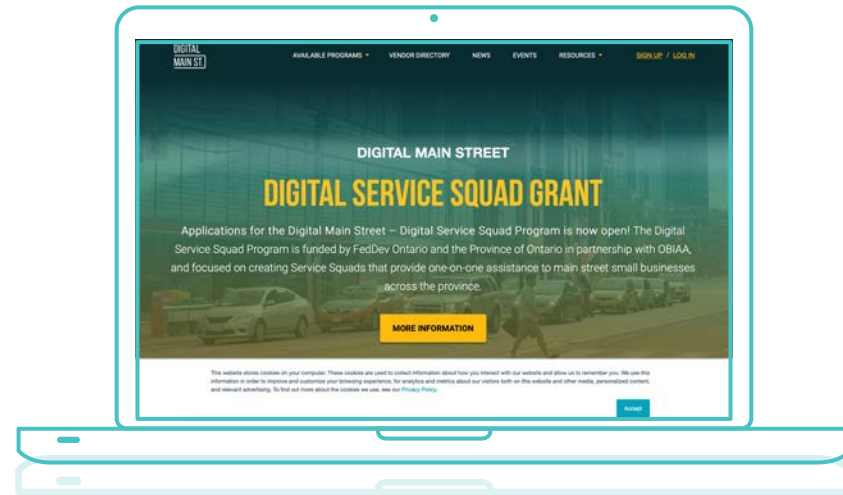 DIGITAL
MAIN ST.
AVAILABLE PROGRAMS
VENDOR DIRECTORY
NEWS
EVENTS
RESOURCES
SIGN UP / LOG IN
DIGITAL MAIN STREET
DIGITAL SERVICE SQUAD GRANT
Applications for the Digital Main Street – Digital Service Squad Program is now open! The Digital
Service Squad Program is funded by FedDev Ontario and the Province of Ontario in partnership with OBIAA,
and focused on creating Service Squads that provide one-on-one assistance to main street small businesses
across the province.
MORE INFORMATION
This website stores cookies on your computer. These cookies are used to collect information about how you interact with our website and allow us to remember you. We use this
information in order to improve and customize your browsing experience, for analytics and metrics about our visitors both on this website and other media, personalized content,
and relevant advertising. To find out more about the cookies we use, see our Privacy Policy.
Accept